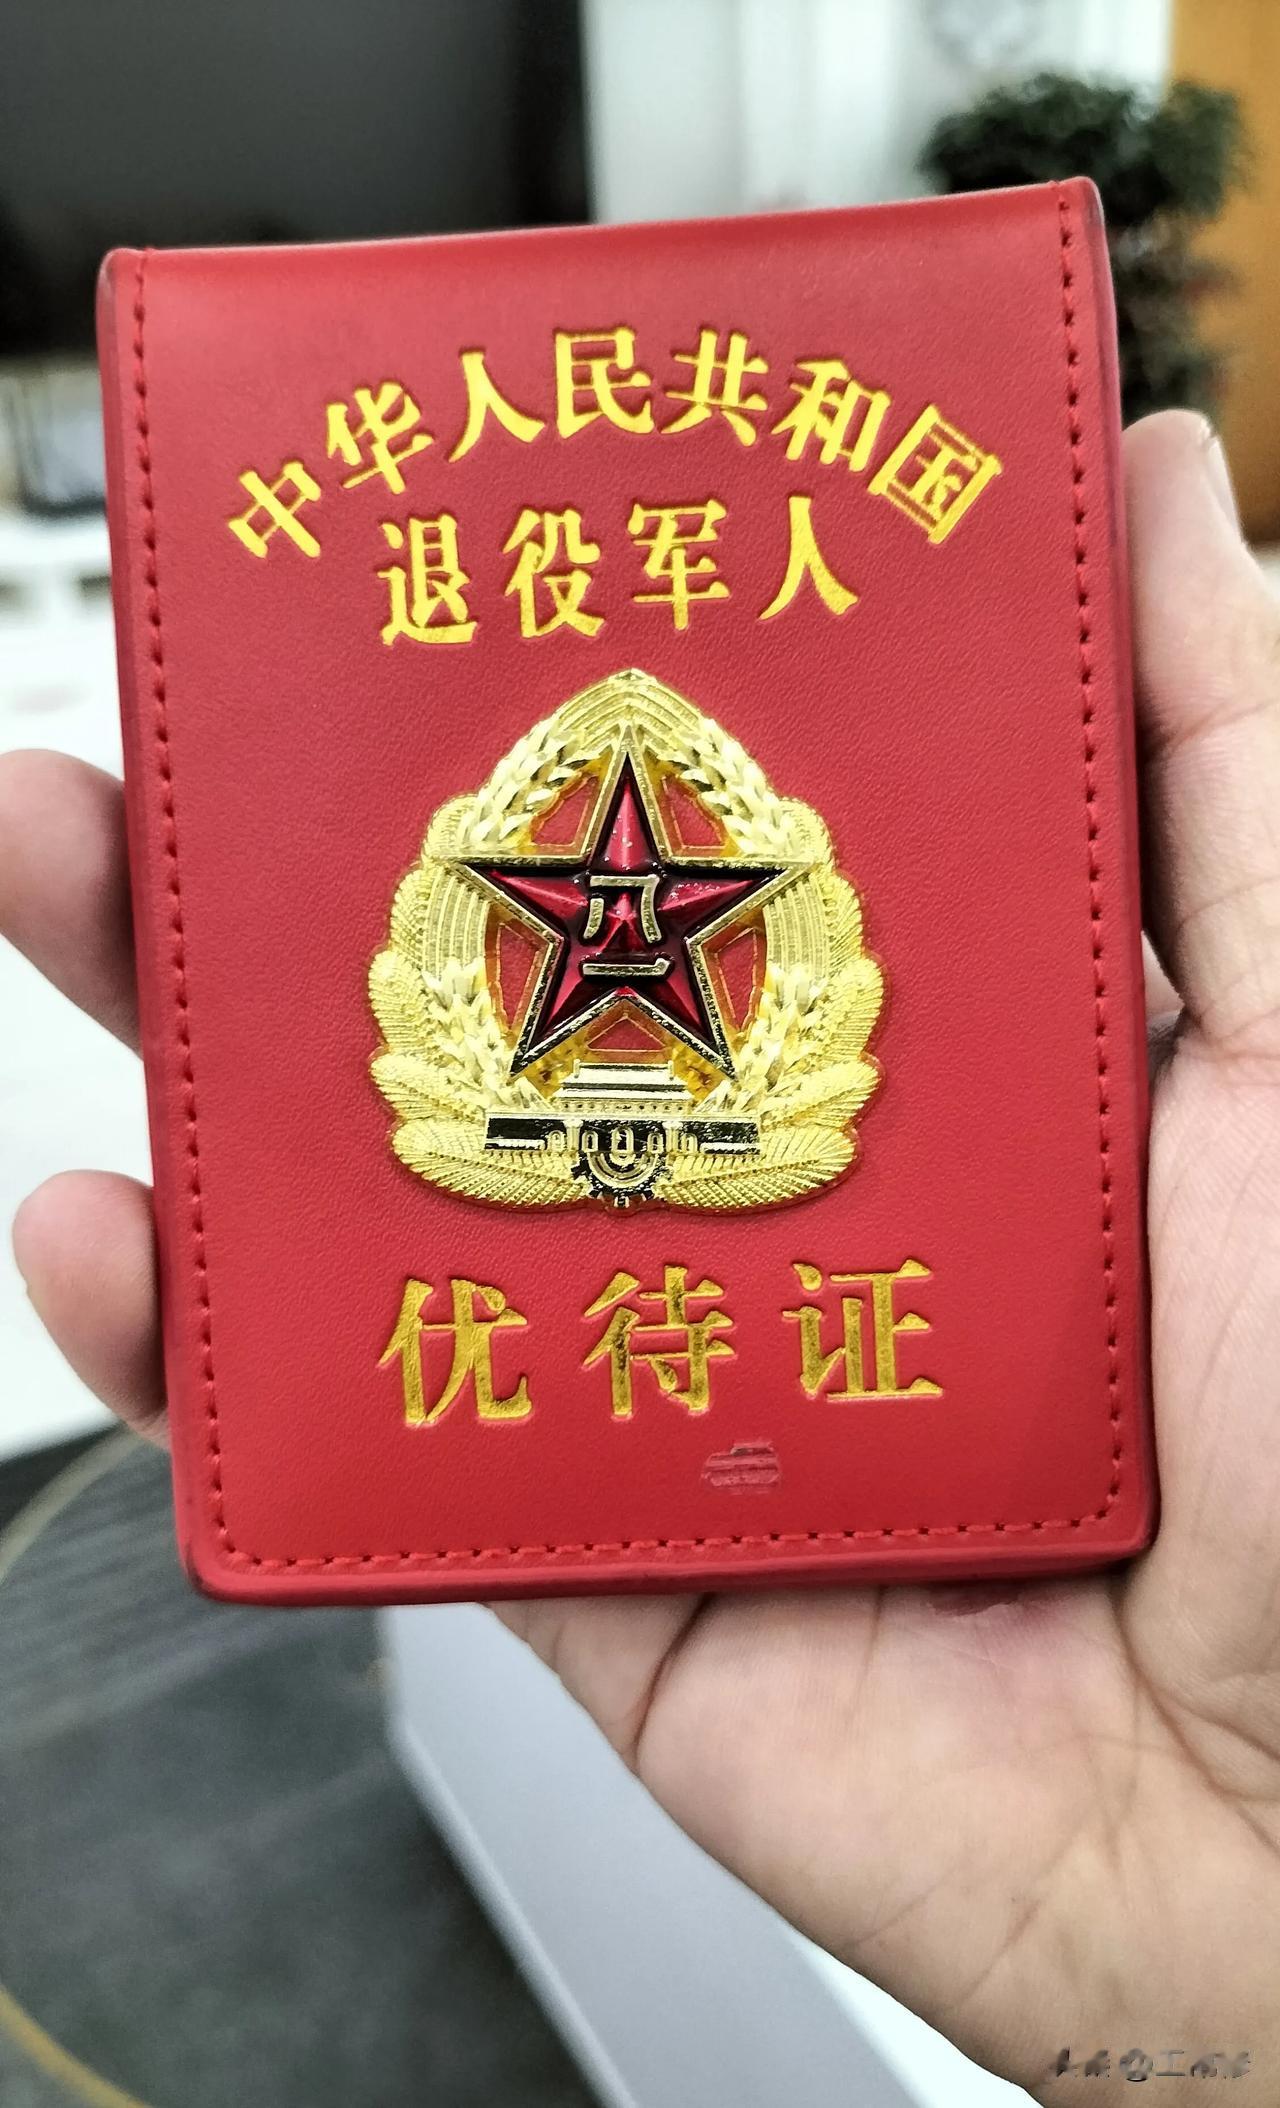 中华人民共和国
退役军人
八一
优待证